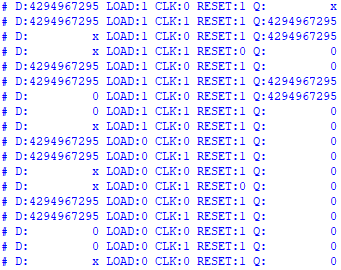 # D:4294967295 LOAD:1 CLK:0 RESET:1 Q:         x
# D:4294967295 LOAD:1 CLK:1 RESET:1 Q:4294967295
# D:         x LOAD:1 CLK:0 RESET:1 Q:4294967295
# D:         x LOAD:1 CLK:1 RESET:0 Q:         0
# D:4294967295 LOAD:1 CLK:0 RESET:1 Q:         0
# D:4294967295 LOAD:1 CLK:1 RESET:1 Q:4294967295
# D:         0 LOAD:1 CLK:0 RESET:1 Q:4294967295
# D:         0 LOAD:1 CLK:1 RESET:1 Q:         0
# D:         x LOAD:1 CLK:0 RESET:1 Q:         0
# D:4294967295 LOAD:0 CLK:0 RESET:1 Q:         0
# D:4294967295 LOAD:0 CLK:1 RESET:1 Q:         0
# D:         x LOAD:0 CLK:0 RESET:1 Q:         0
# D:         x LOAD:0 CLK:1 RESET:0 Q:         0
# D:4294967295 LOAD:0 CLK:0 RESET:1 Q:         0
# D:4294967295 LOAD:0 CLK:1 RESET:1 Q:         0
# D:         0 LOAD:0 CLK:0 RESET:1 Q:         0
# D:         0 LOAD:0 CLK:1 RESET:1 Q:         0
# D:         x LOAD:0 CLK:0 RESET:1 Q:         0